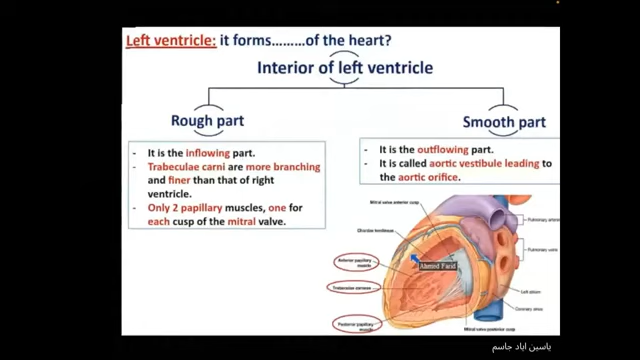 Left ventricle: it forms.........of the heart?
Interior of left ventricle
Rough part
Smooth part
- It is the inflowing part.
- Trabeculae carni are more branching
and finer than that of right
ventricle.
- Only 2 papillary muscles, one for
each cusp of the mitral valve.
- It is the outflowing part.
- It is called aortic vestibule leading to
the aortic orifice.
Mitral valve anterior cusp
Chordae tendineae
Anterior papillary
muscle
Trabeculae carneae
Posterior papillary
muscle
Ahmed Farid
Pulmonary arteries
Pulmonary veins
Left atrium
Coronary sinus
Mitral valve posterior cusp
ياسين اياد جاسم